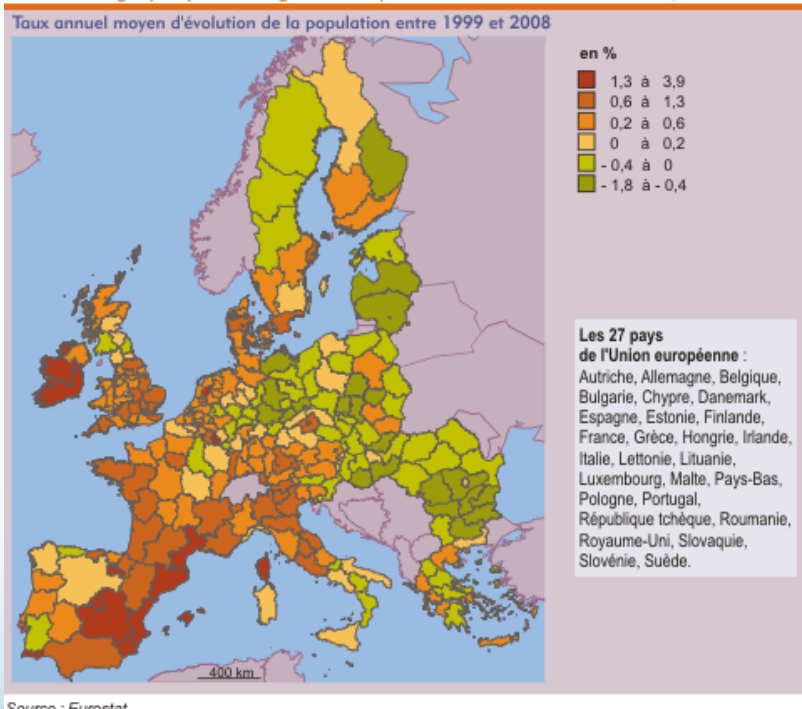 Taux annuel moyen d'évolution de la population entre 1999 et 2008
en %
1,3 à 3,9
0,6 à 1,3
0,2 à 0,6
0 à 0,2
- 0,4 à 0
- 1,8 à - 0,4
Les 27 pays
de l'Union européenne :
Autriche, Allemagne, Belgique,
Bulgarie, Chypre, Danemark,
Espagne, Estonie, Finlande,
France, Grèce, Hongrie, Irlande,
Italie, Lettonie, Lituanie,
Luxembourg, Malte, Pays-Bas,
Pologne, Portugal,
République tchèque, Roumanie,
Royaume-Uni, Slovaquie,
Slovénie, Suède.
400 km
Source : Eurostat